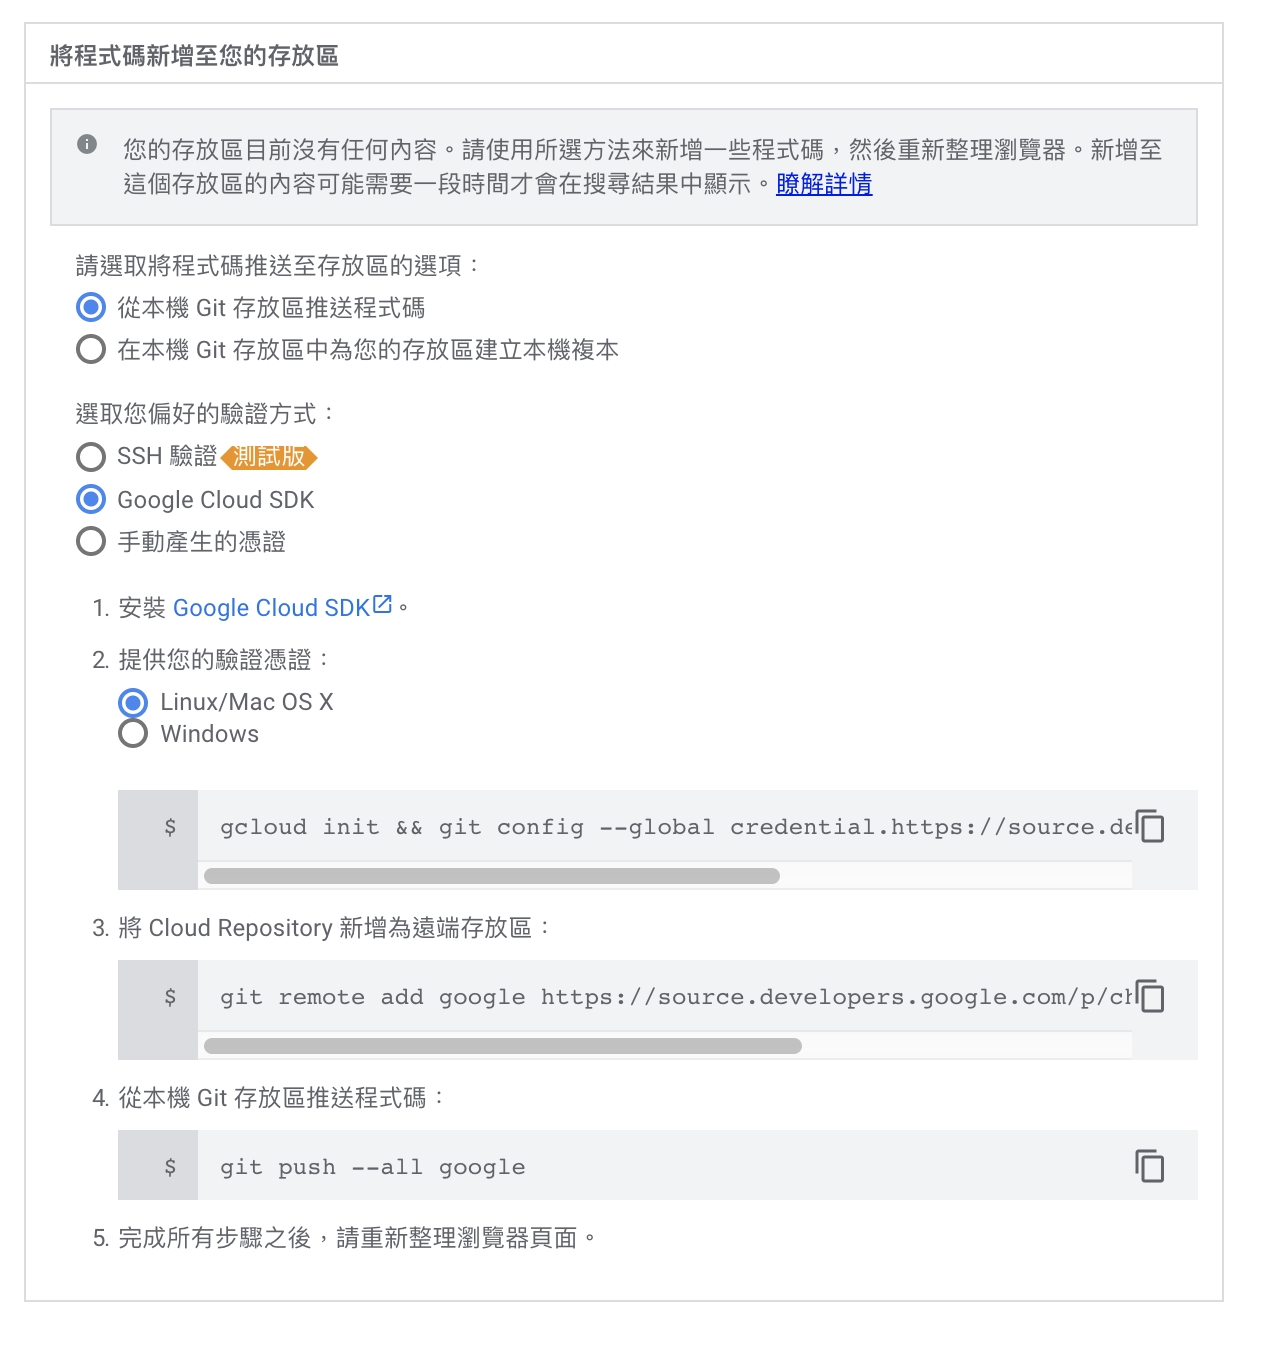 將程式碼新增至您的存放區
您的存放區目前沒有任何內容。請使用所選方法來新增一些程式碼，然後重新整理瀏覽器。新增至
這個存放區的內容可能需要一段時間才會在搜尋結果中顯示。瞭解詳情
請選取將程式碼推送至存放區的選項：
從本機 Git 存放區推送程式碼
在本機 Git 存放區中為您的存放區建立本機複本
選取您偏好的驗證方式：
SSH 驗證 測試版
Google Cloud SDK
手動產生的憑證
1. 安裝 Google Cloud SDK。
2. 提供您的驗證憑證：
Linux/Mac OS X
Windows
$ gcloud init && git config --global credential.https://source.de
3. 將 Cloud Repository 新增為遠端存放區：
$ git remote add google https://source.developers.google.com/p/ch
4. 從本機 Git 存放區推送程式碼：
$ git push --all google
5. 完成所有步驟之後，請重新整理瀏覽器頁面。